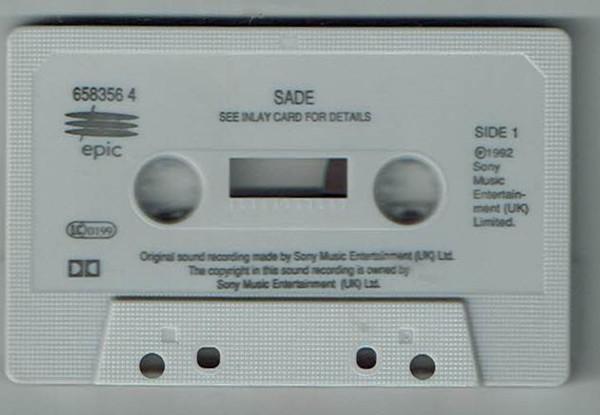 658356 4
epic
SADE
SEE INLAY CARD FOR DETAILS
SIDE 1
℗1992
Sony
Music
Entertain-
ment (UK)
Limited.
LC 0199
Original sound recording made by Sony Music Entertainment (UK) Ltd.
The copyright in this sound recording is owned by
Sony Music Entertainment (UK) Ltd.